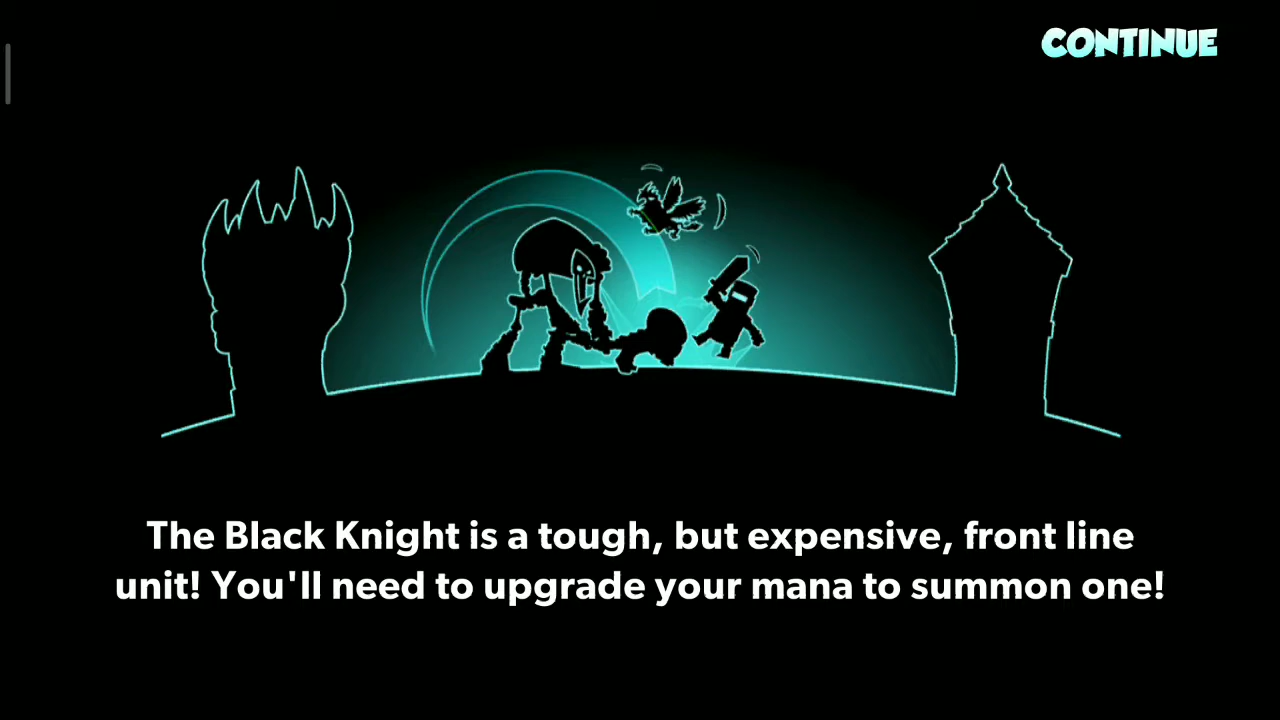 CONTINUE
The Black Knight is a tough, but expensive, front line
unit! You'll need to upgrade your mana to summon one!